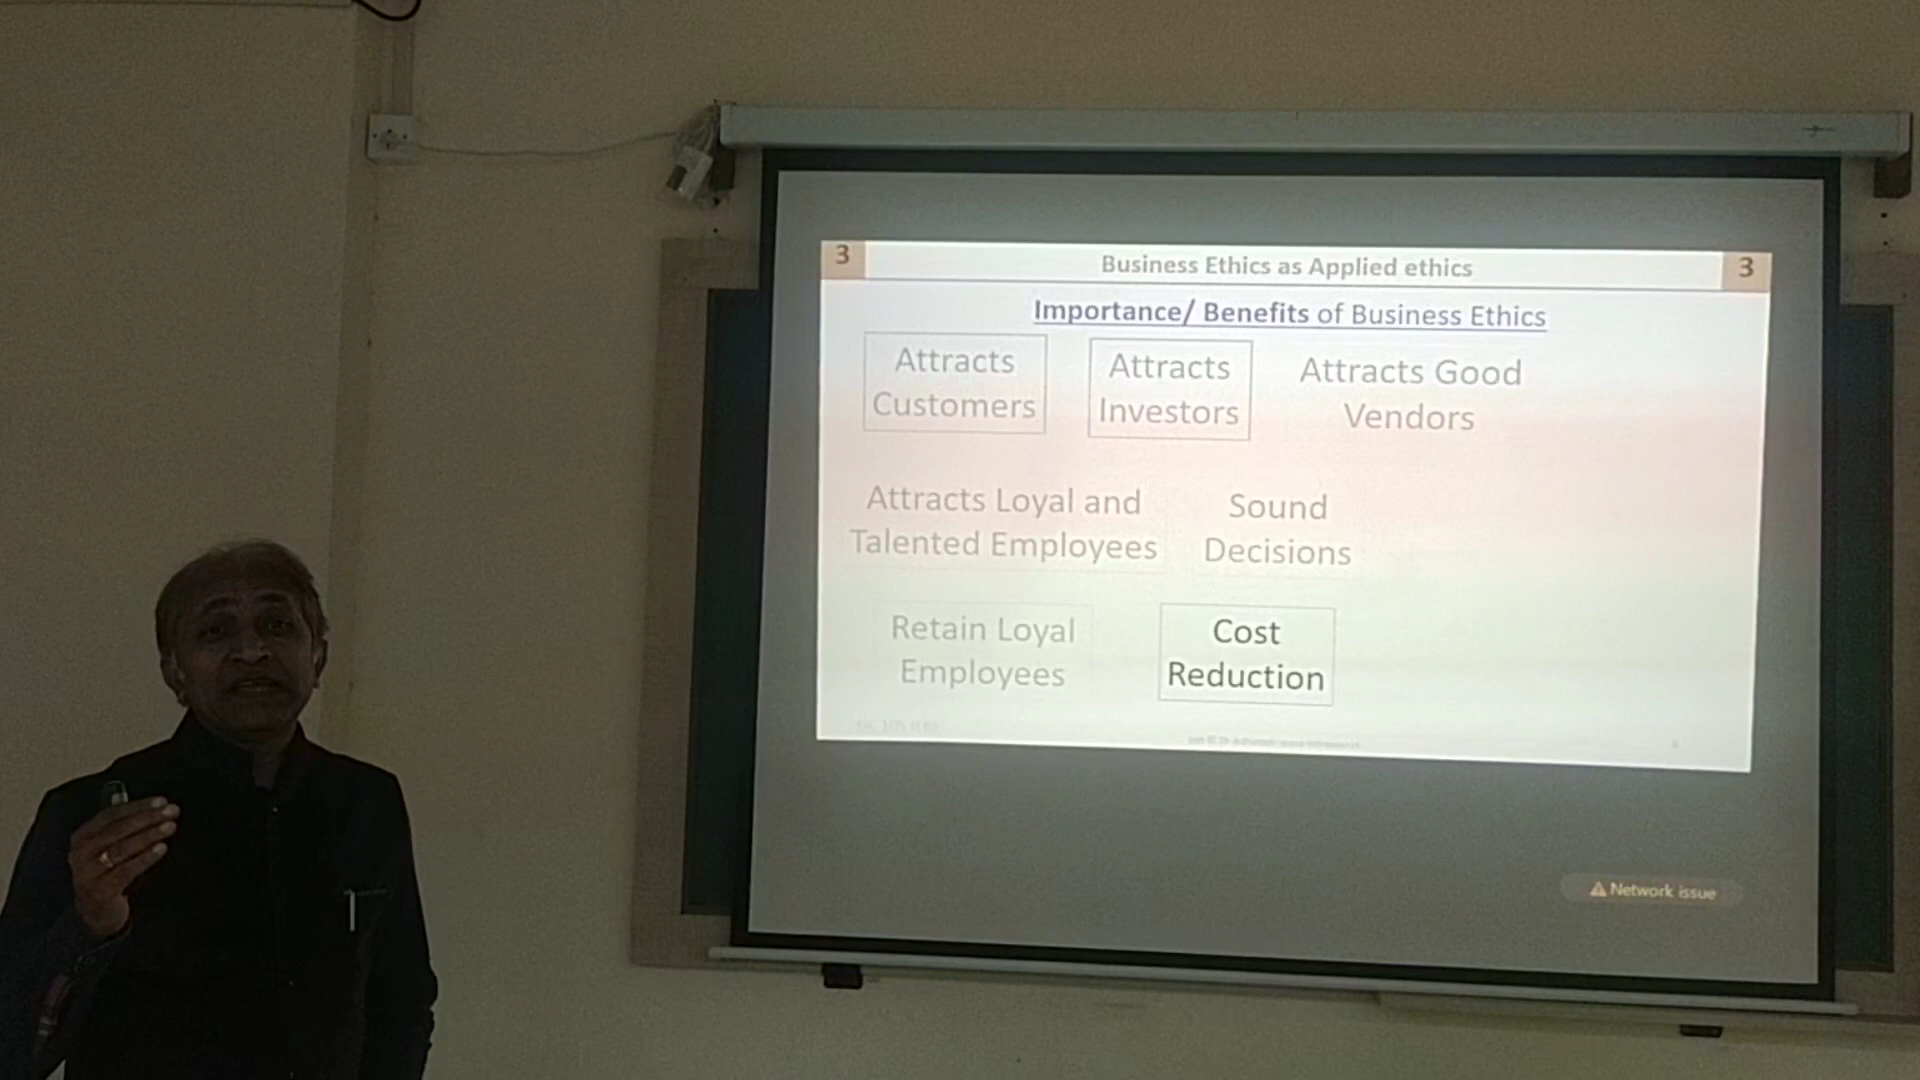 3
Business Ethics as Applied ethics
3
Importance/ Benefits of Business Ethics
Attracts
Customers
Attracts
Investors
Attracts Good
Vendors
Attracts Loyal and
Talented Employees
Sound
Decisions
Retain Loyal
Employees
Cost
Reduction
⚠ Network issue